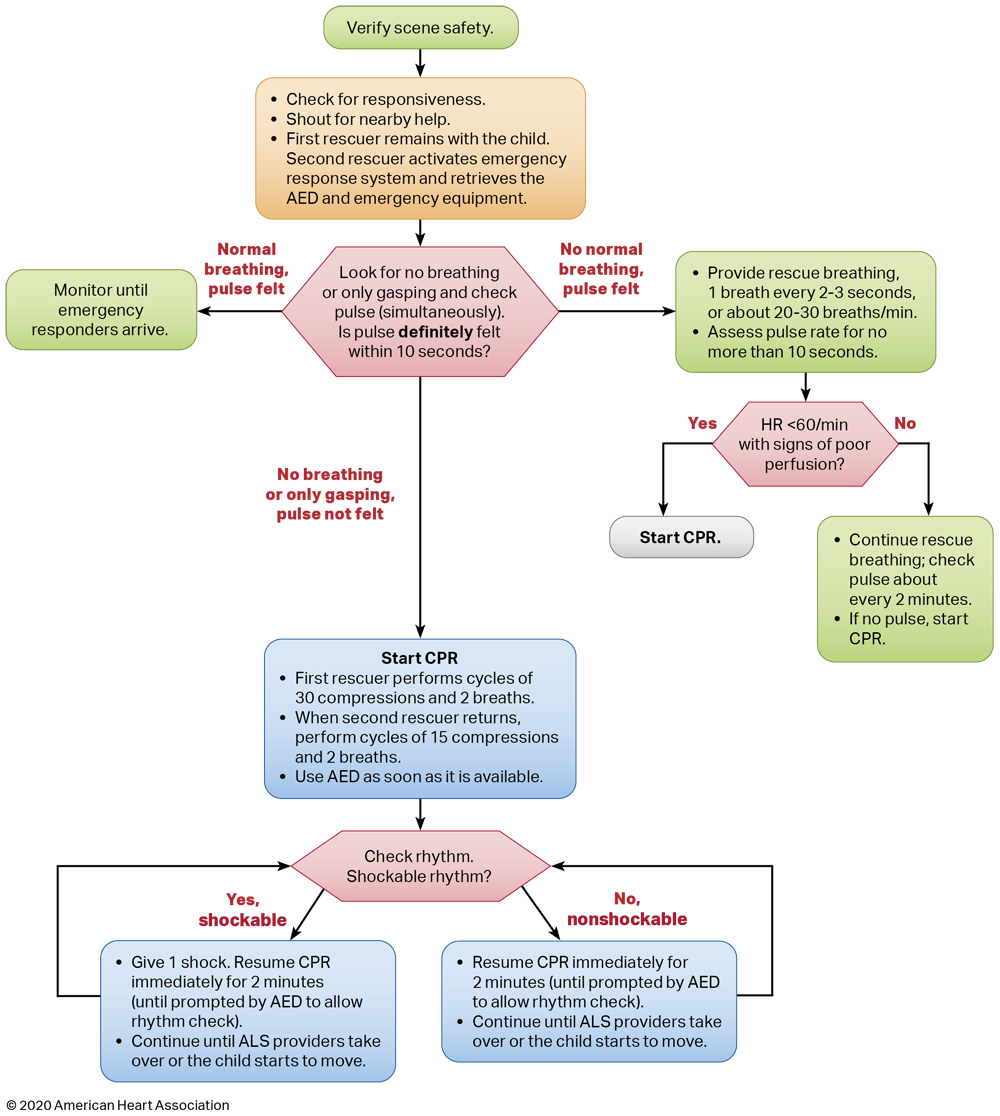 Verify scene safety.
• Check for responsiveness.
• Shout for nearby help.
• First rescuer remains with the child.
Second rescuer activates emergency
response system and retrieves the
AED and emergency equipment.
Normal
breathing,
pulse felt
No normal
breathing,
pulse felt
Monitor until
emergency
responders arrive.
Look for no breathing
or only gasping and check
pulse (simultaneously).
Is pulse definitely felt
within 10 seconds?
• Provide rescue breathing,
1 breath every 2-3 seconds,
or about 20-30 breaths/min.
• Assess pulse rate for no
more than 10 seconds.
Yes
HR <60/min
with signs of poor
perfusion?
No
No breathing
or only gasping,
pulse not felt
Start CPR.
• Continue rescue
breathing; check
pulse about
every 2 minutes.
• If no pulse, start
CPR.
Start CPR
• First rescuer performs cycles of
30 compressions and 2 breaths.
• When second rescuer returns,
perform cycles of 15 compressions
and 2 breaths.
• Use AED as soon as it is available.
Check rhythm.
Shockable rhythm?
Yes,
shockable
No,
nonshockable
• Give 1 shock. Resume CPR
immediately for 2 minutes
(until prompted by AED to allow
rhythm check).
• Continue until ALS providers take
over or the child starts to move.
• Resume CPR immediately for
2 minutes (until prompted by AED
to allow rhythm check).
• Continue until ALS providers take
over or the child starts to move.
© 2020 American Heart Association